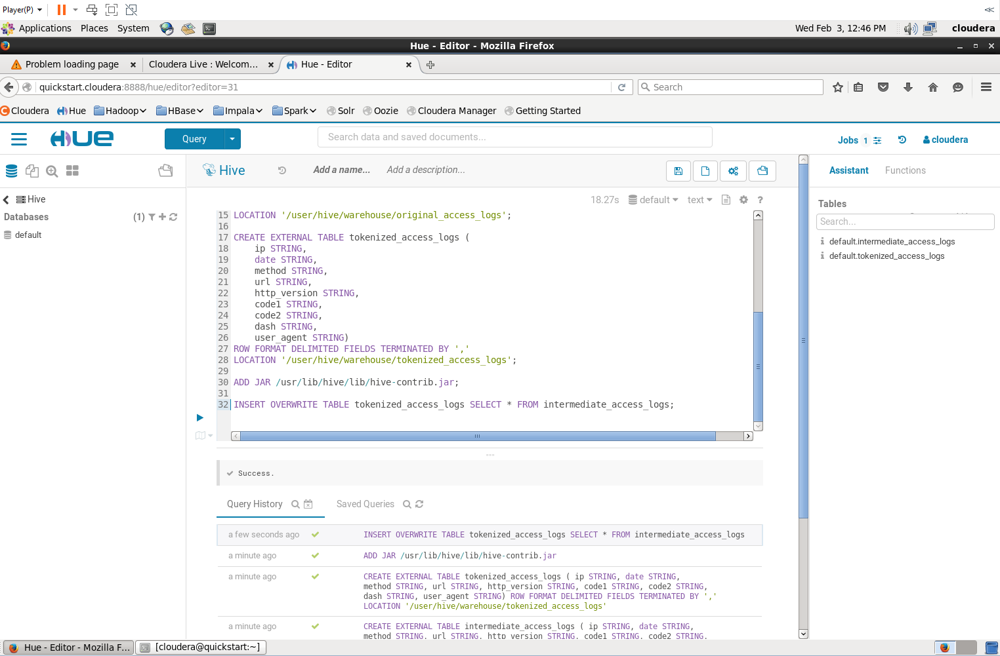 Player(P)
Applications Places System
Wed Feb 3, 12:46 PM
cloudera
Hue - Editor - Mozilla Firefox
Problem loading page
Cloudera Live : Welcom...
Hue - Editor
quickstart.cloudera:8888/hue/editor?editor=31
Search
Cloudera Hue Hadoop HBase Impala Spark Solr Oozie Cloudera Manager Getting Started
HUE
Query
Search data and saved documents...
Jobs 1
cloudera
Hive
Add a name...
Add a description...
Assistant
Functions
Hive
Databases (1)
default
18.27s default text ?
15 LOCATION '/user/hive/warehouse/original_access_logs';
16
17 CREATE EXTERNAL TABLE tokenized_access_logs (
18 ip STRING,
19 date STRING,
20 method STRING,
21 url STRING,
22 http_version STRING,
23 code1 STRING,
24 code2 STRING,
25 dash STRING,
26 user_agent STRING)
27 ROW FORMAT DELIMITED FIELDS TERMINATED BY ','
28 LOCATION '/user/hive/warehouse/tokenized_access_logs';
29
30 ADD JAR /usr/lib/hive/lib/hive-contrib.jar;
31
32 INSERT OVERWRITE TABLE tokenized_access_logs SELECT * FROM intermediate_access_logs;
Tables
Search...
default.intermediate_access_logs
default.tokenized_access_logs
Success.
Query History
Saved Queries
a few seconds ago INSERT OVERWRITE TABLE tokenized_access_logs SELECT * FROM intermediate_access_logs
a minute ago ADD JAR /usr/lib/hive/lib/hive-contrib.jar
a minute ago CREATE EXTERNAL TABLE tokenized_access_logs ( ip STRING, date STRING,
method STRING, url STRING, http_version STRING, code1 STRING, code2 STRING,
dash STRING, user_agent STRING) ROW FORMAT DELIMITED FIELDS TERMINATED BY ','
LOCATION '/user/hive/warehouse/tokenized_access_logs'
a minute ago CREATE EXTERNAL TABLE intermediate_access_logs ( ip STRING, date STRING,
method STRING, url STRING, http_version STRING, code1 STRING, code2 STRING,
Hue - Editor - Mozilla F...
[cloudera@quickstart:~]